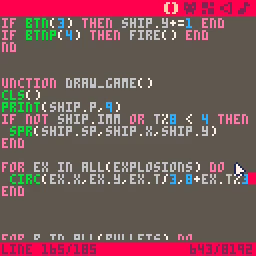 IF BTN(3) THEN SHIP.Y+=1 END
IF BTNP(4) THEN FIRE() END
ND
UNCTION DRAW_GAME()
CLS()
PRINT(SHIP.P,9)
IF NOT SHIP.IMM OR T%8 < 4 THEN
SPR(SHIP.SP,SHIP.X,SHIP.Y)
END
FOR EX IN ALL(EXPLOSIONS) DO
CIRC(EX.X,EX.Y,EX.T/3,8+EX.T%3
END
FOR B IN ALL(BULLETS) DO
LINE 165/185 643/8192